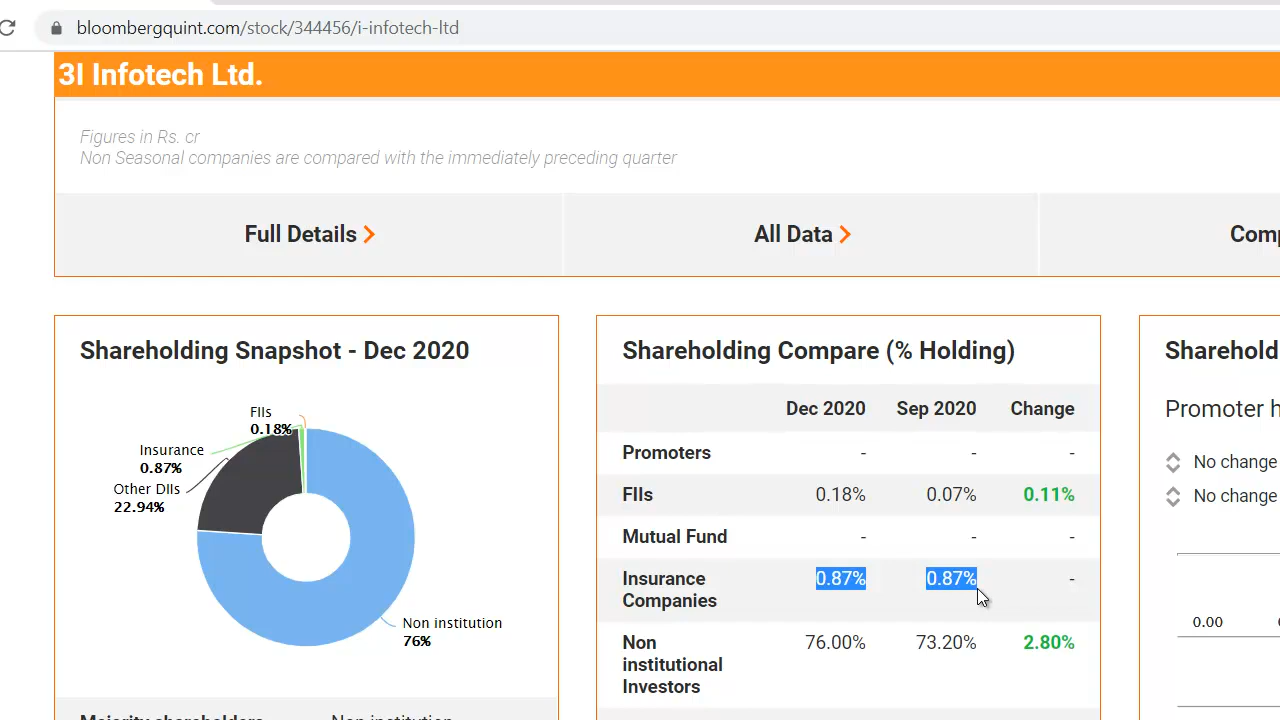 bloombergquint.com/stock/344456/i-infotech-ltd
3I Infotech Ltd.
Figures in Rs. cr
Non Seasonal companies are compared with the immediately preceding quarter
Full Details
All Data
Shareholding Snapshot - Dec 2020
FIIs
0.18%
Insurance
0.87%
Other DIIs
22.94%
Non institution
76%
Shareholding Compare (% Holding)
Dec 2020 Sep 2020 Change
Promoters - - -
FIIs 0.18% 0.07% 0.11%
Mutual Fund - - -
Insurance 0.87% 0.87% -
Companies
Non 76.00% 73.20% 2.80%
institutional
Investors
Promoter
No change
No change
0.00
Majority shareholders Non institution